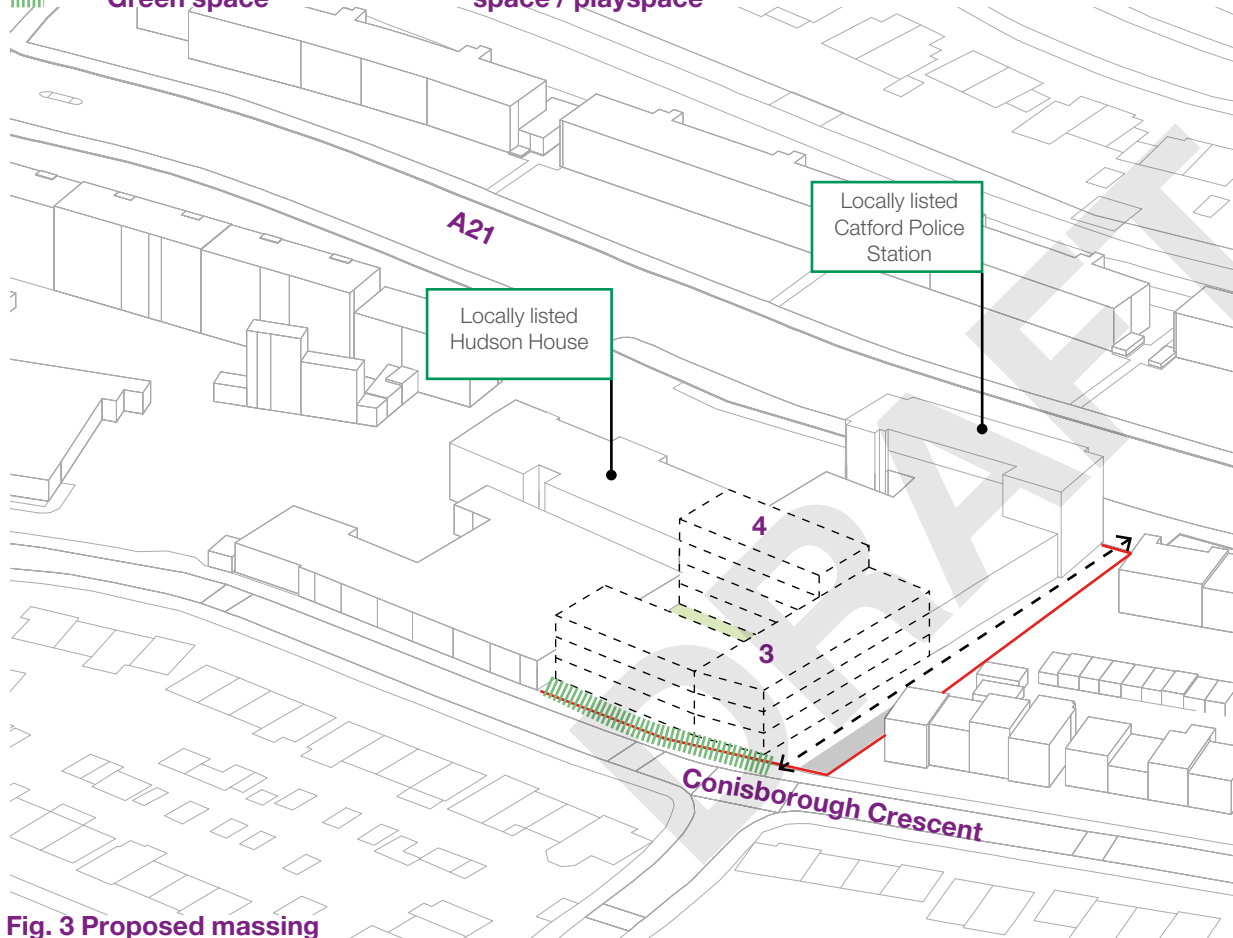 Green space
space / playspace
A21
Locally listed
Catford Police
Station
Locally listed
Hudson House
4
3
Conisborough Crescent
DRAFT
Fig. 3 Proposed massing